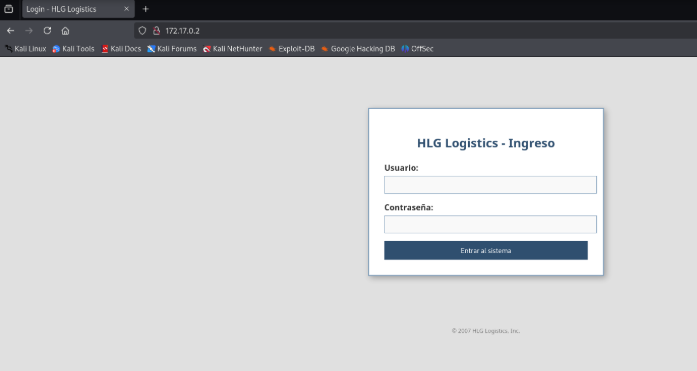 Login - HLG Logistics
172.17.0.2
Kali Linux Kali Tools Kali Docs Kali Forums Kali NetHunter Exploit-DB Google Hacking DB OffSec
HLG Logistics - Ingreso
Usuario:
Contraseña:
Entrar al sistema
© 2007 HLG Logistics, Inc.